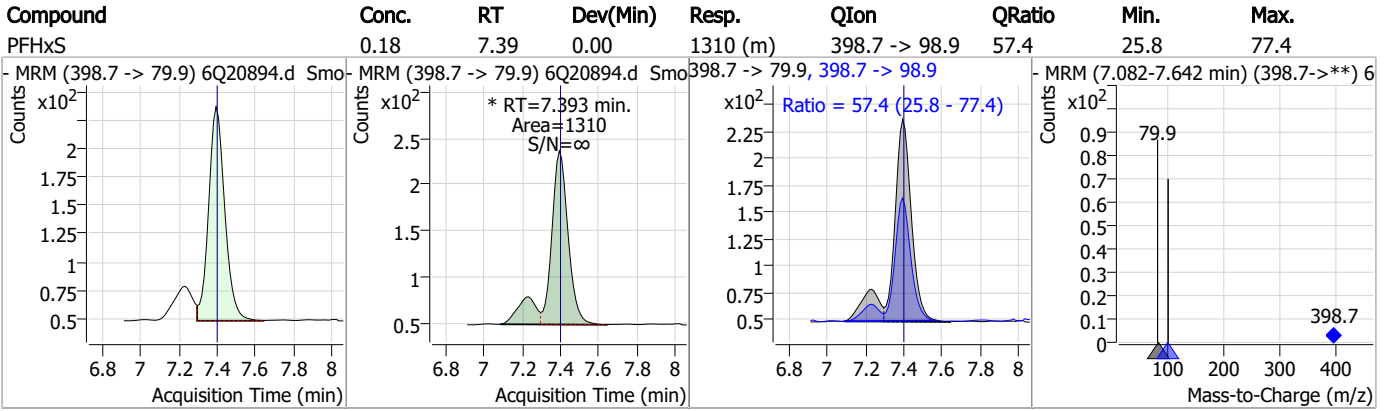 Compound Conc. RT Dev(Min) Resp. QIon QRatio Min. Max.
PFHxS 0.18 7.39 0.00 1310 (m) 398.7 -> 98.9 57.4 25.8 77.4
- MRM (398.7 -> 79.9) 6Q20894.d Smo
Counts
x10²
2
1.75
1.5
1.25
1
0.75
0.5
6.8 7 7.2 7.4 7.6 7.8 8
Acquisition Time (min)
- MRM (398.7 -> 79.9) 6Q20894.d Smo
Counts
x10²
* RT=7.393 min.
Area=1310
S/N=∞
2.5
2
1.5
1
0.5
6.8 7 7.2 7.4 7.6 7.8 8
Acquisition Time (min)
398.7 -> 79.9, 398.7 -> 98.9
x10²
Ratio = 57.4 (25.8 - 77.4)
2.25
2
1.75
1.5
1.25
1
0.75
0.5
6.8 7 7.2 7.4 7.6 7.8 8
Acquisition Time (min)
- MRM (7.082-7.642 min) (398.7->**) 6
Counts
x10²
0.9
0.8
0.7
0.6
0.5
0.4
0.3
0.2
0.1
0
79.9
398.7
100 200 300 400
Mass-to-Charge (m/z)